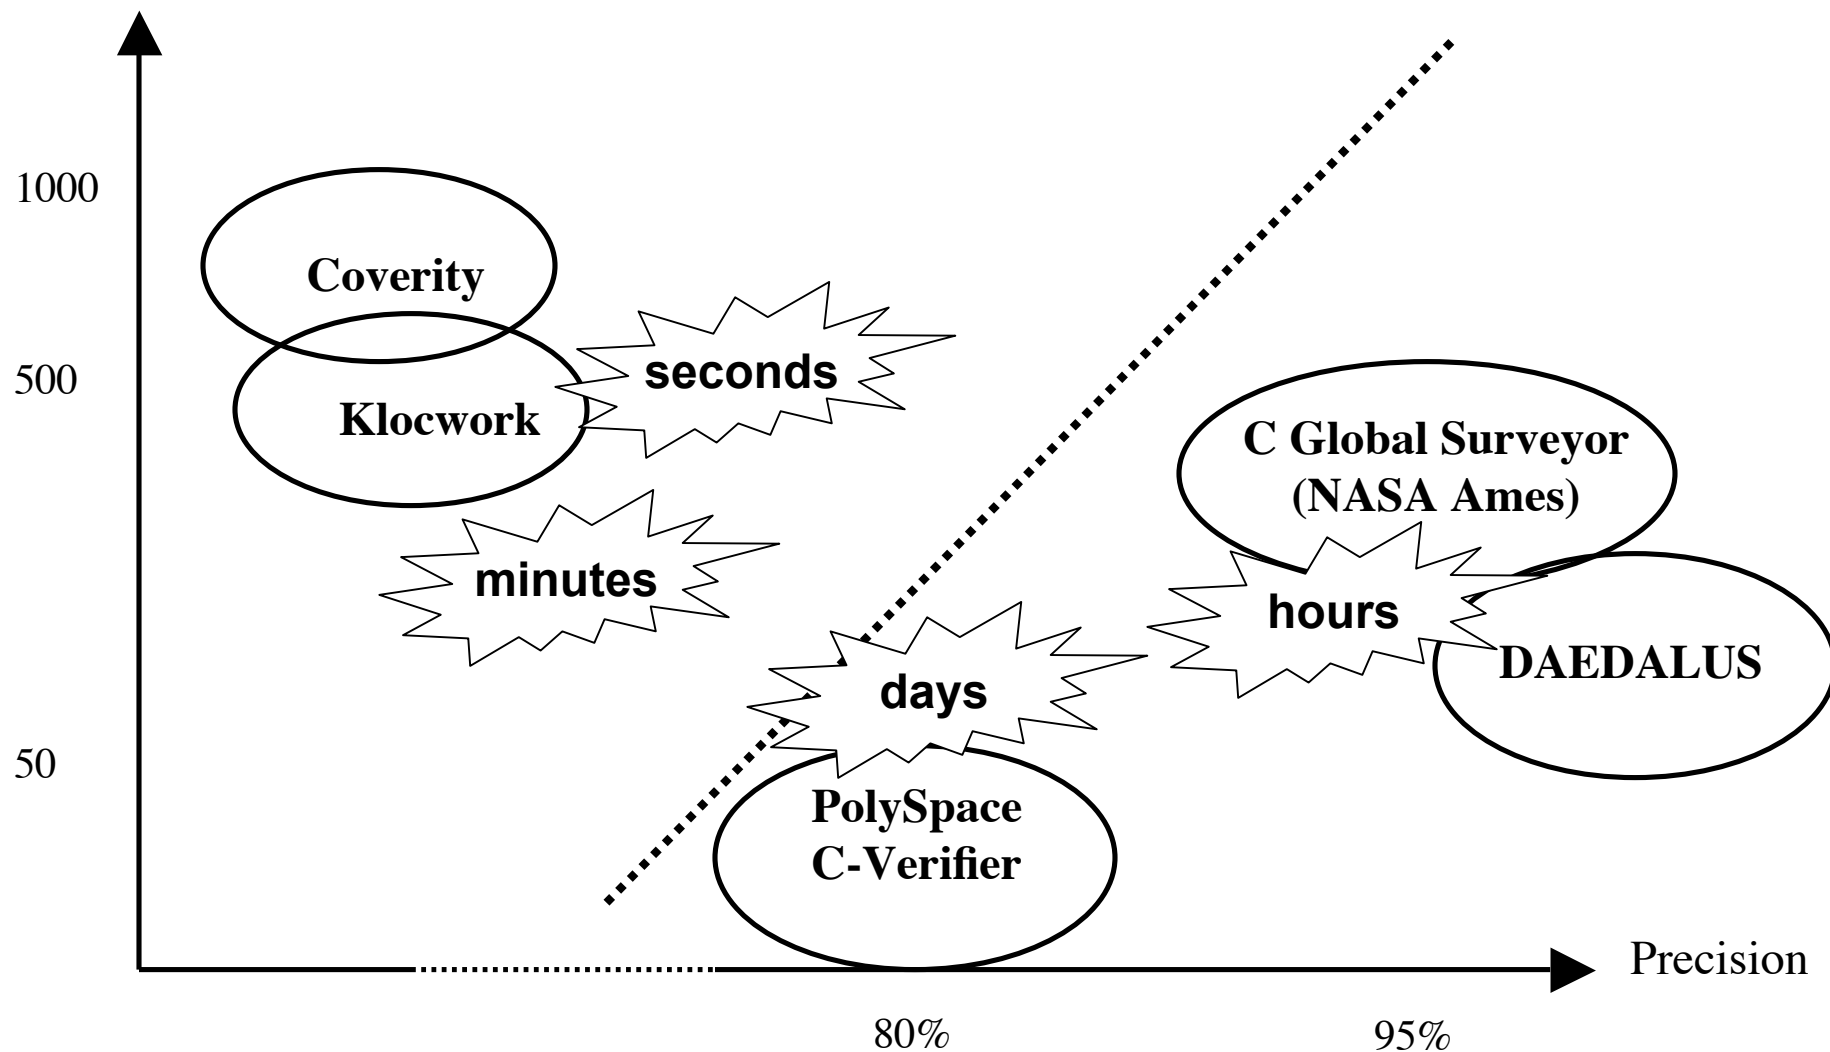 1000
Coverity
seconds
500
Klocwork
C Global Surveyor
(NASA Ames)
minutes
hours
DAEDALUS
days
50
PolySpace
C-Verifier
Precision
80%
95%